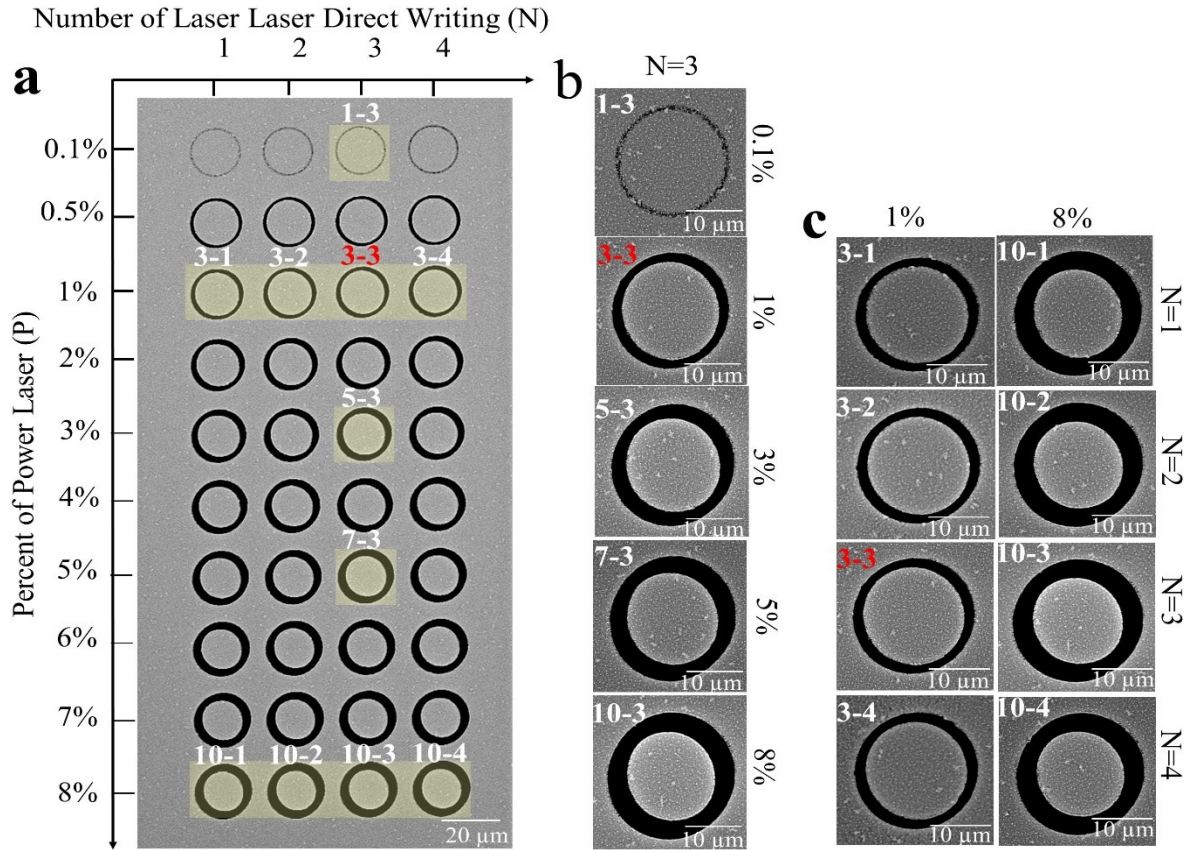 Number of Laser Laser Direct Writing (N)
1 2 3 4
a
Percent of Power Laser (P)
0.1%
0.5%
1%
2%
3%
4%
5%
6%
7%
8%
1-3
3-1 3-2 3-3 3-4
5-3
7-3
10-1 10-2 10-3 10-4
20 µm
b
N=3
1-3
0.1%
10 µm
3-3
1%
10 µm
5-3
3%
10 µm
7-3
5%
10 µm
10-3
8%
10 µm
c
1% 8%
3-1 10-1
N=1
10 µm 10 µm
3-2 10-2
N=2
10 µm 10 µm
3-3 10-3
N=3
10 µm 10 µm
3-4 10-4
N=4
10 µm 10 µm